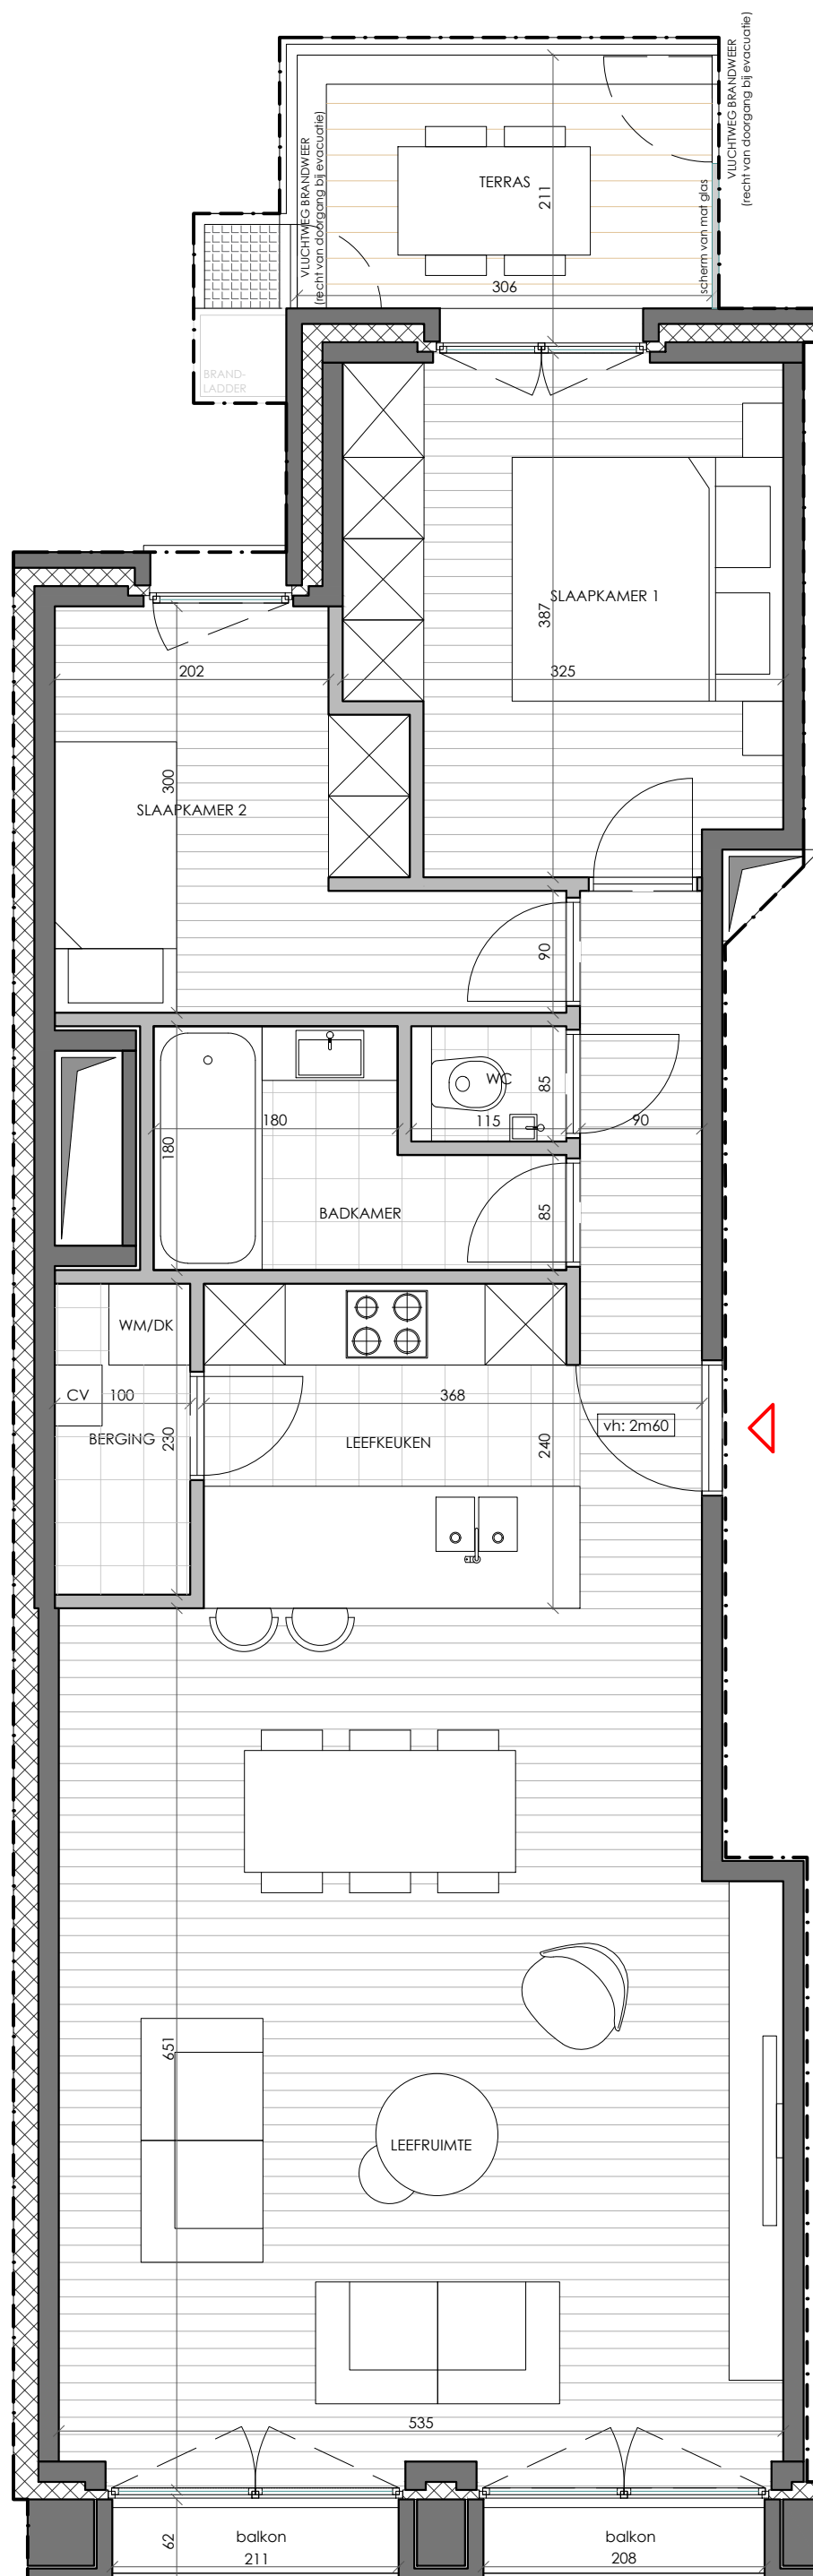 VLUCHTWEG BRANDWEER
(recht van doorgang bij evacuatie)
VLUCHTWEG BRANDWEER
(recht van doorgang bij evacuatie)
TERRAS
211
scherm van mat glas
306
BRAND-
LADDER
SLAAPKAMER 1
387
202
325
300
SLAAPKAMER 2
90
WC
85
180
115
90
180
BADKAMER
85
WM/DK
CV
100
368
BERGING
230
LEEFKEUKEN
240
vh: 2m60
651
LEEFRUIMTE
535
62
balkon
211
balkon
208